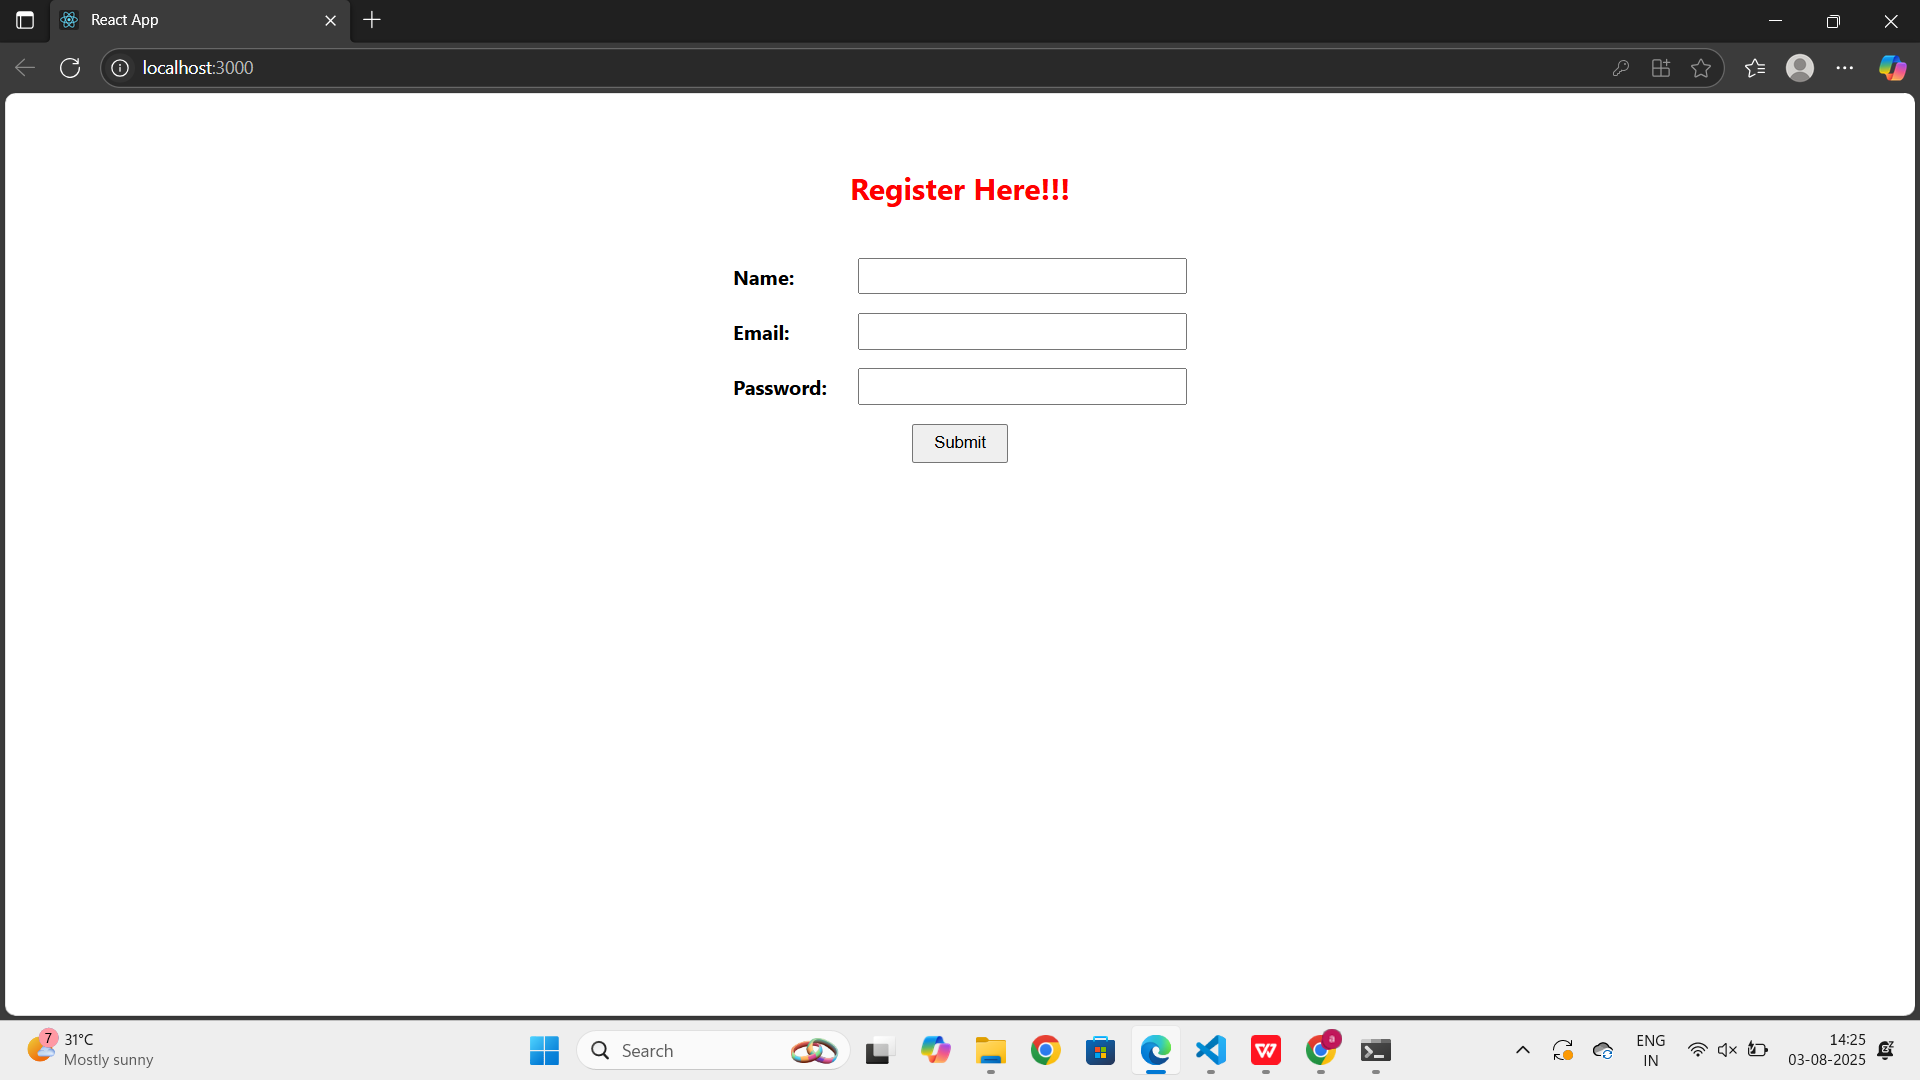 React App
localhost:3000
Register Here!!!
Name:
Email:
Password:
Submit
7
31°C
Mostly sunny
Search
a
ENG
IN
14:25
03-08-2025